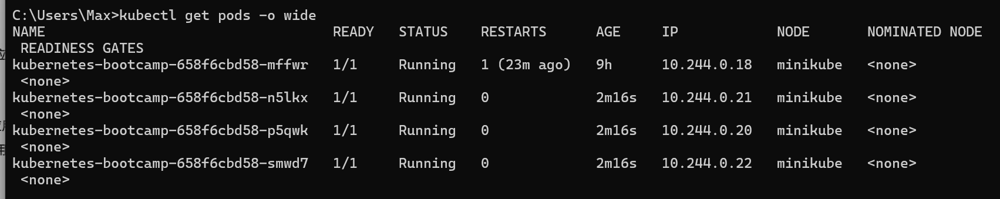 C:\Users\Max>kubectl get pods -o wide
NAME                                   READY   STATUS    RESTARTS      AGE     IP            NODE       NOMINATED NODE
 READINESS GATES
kubernetes-bootcamp-658f6cbd58-mffwr   1/1     Running   1 (23m ago)   9h      10.244.0.18   minikube   <none>
 <none>
kubernetes-bootcamp-658f6cbd58-n5lkx   1/1     Running   0             2m16s   10.244.0.21   minikube   <none>
 <none>
kubernetes-bootcamp-658f6cbd58-p5qwk   1/1     Running   0             2m16s   10.244.0.20   minikube   <none>
 <none>
kubernetes-bootcamp-658f6cbd58-smwd7   1/1     Running   0             2m16s   10.244.0.22   minikube   <none>
 <none>